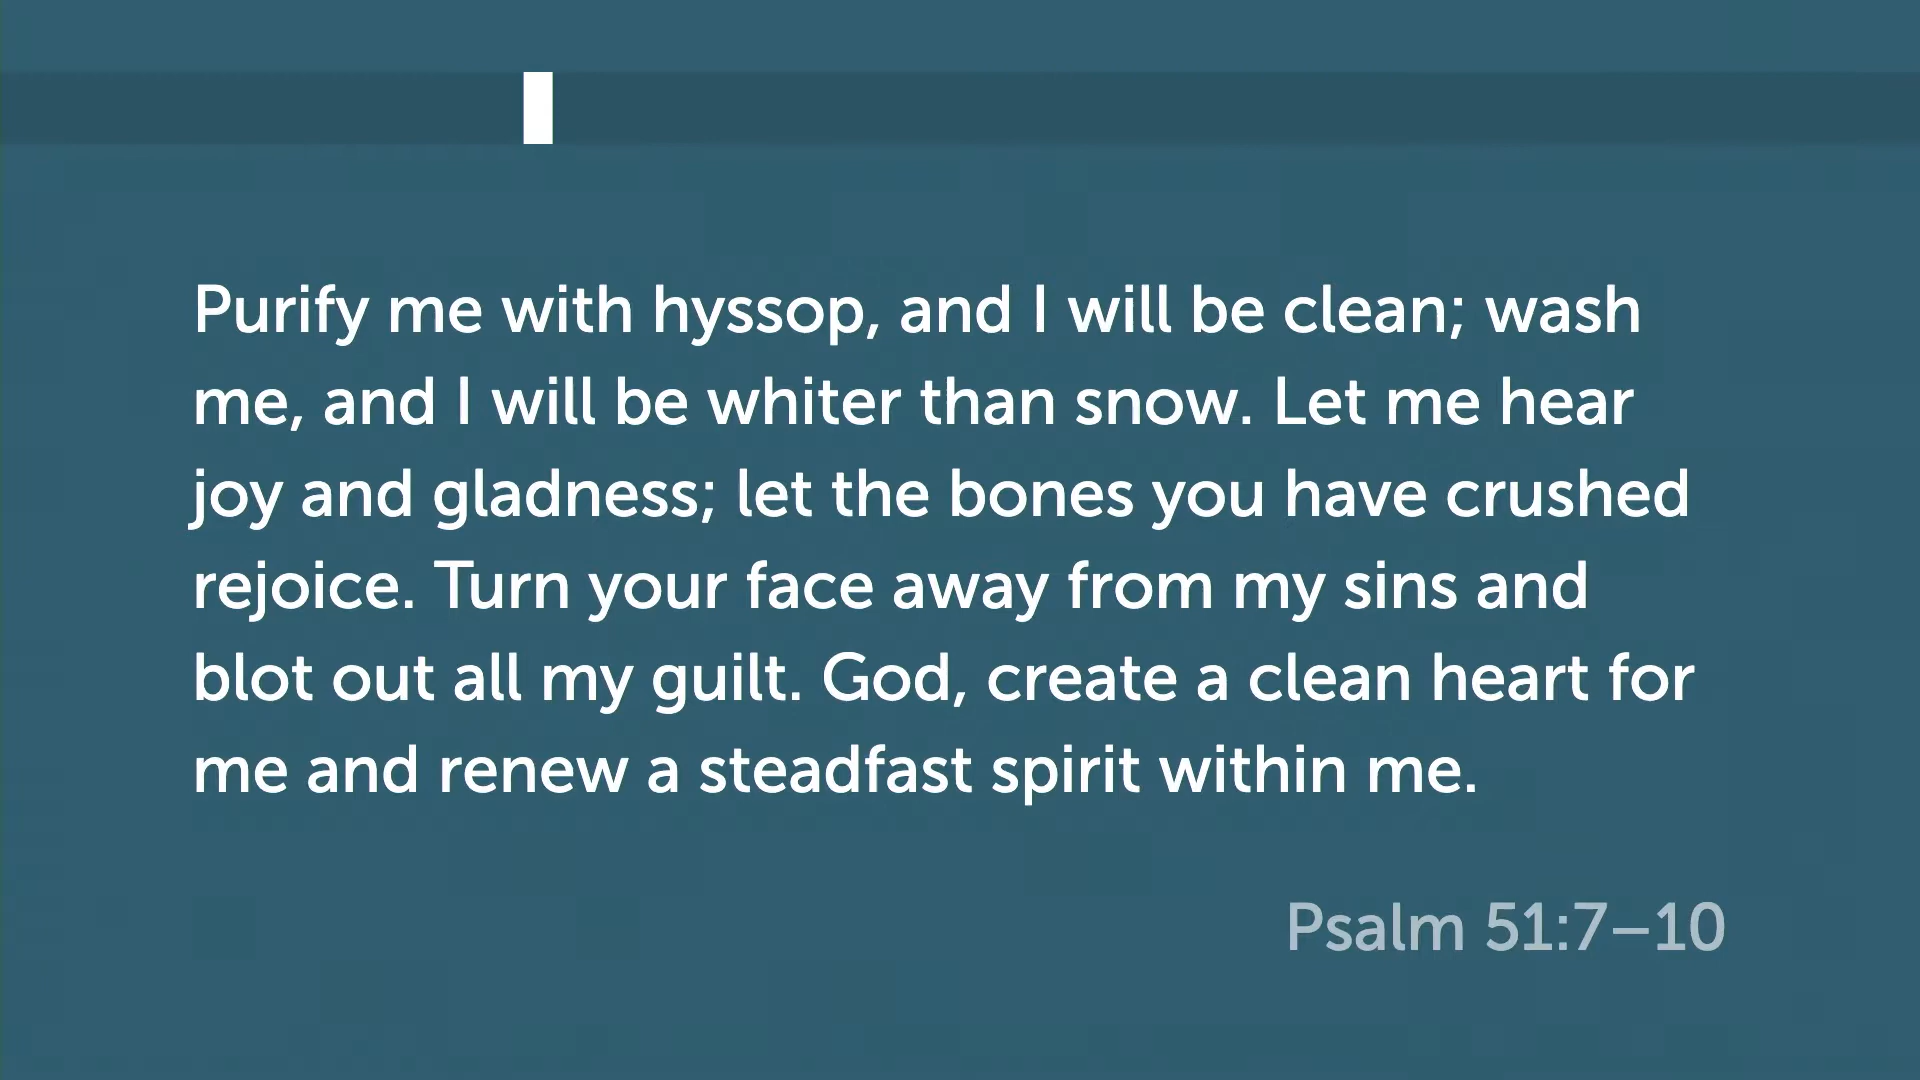 Purify me with hyssop, and I will be clean; wash
me, and I will be whiter than snow. Let me hear
joy and gladness; let the bones you have crushed
rejoice. Turn your face away from my sins and
blot out all my guilt. God, create a clean heart for
me and renew a steadfast spirit within me.
Psalm 51:7–10